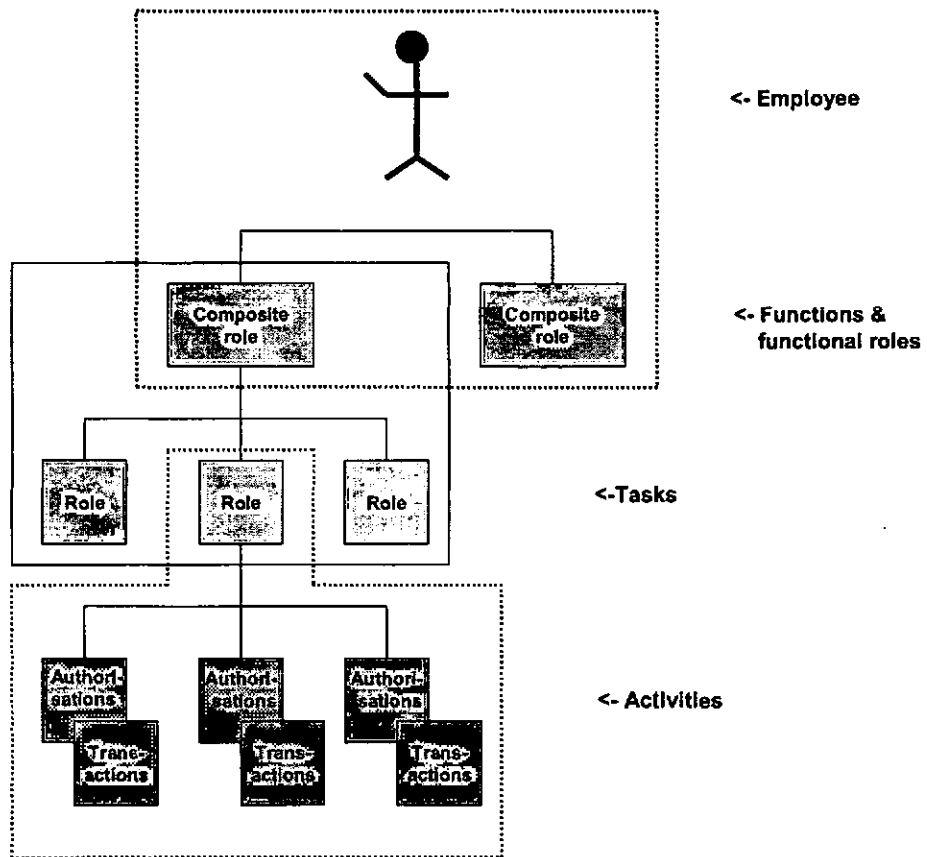 <- Employee
Composite
role
Composite
role
<- Functions &
functional roles
Role
Role
Role
<-Tasks
Authori-
sations
Authori-
sations
Authori-
sations
<- Activities
Trans-
actions
Trans-
actions
Trans-
actions